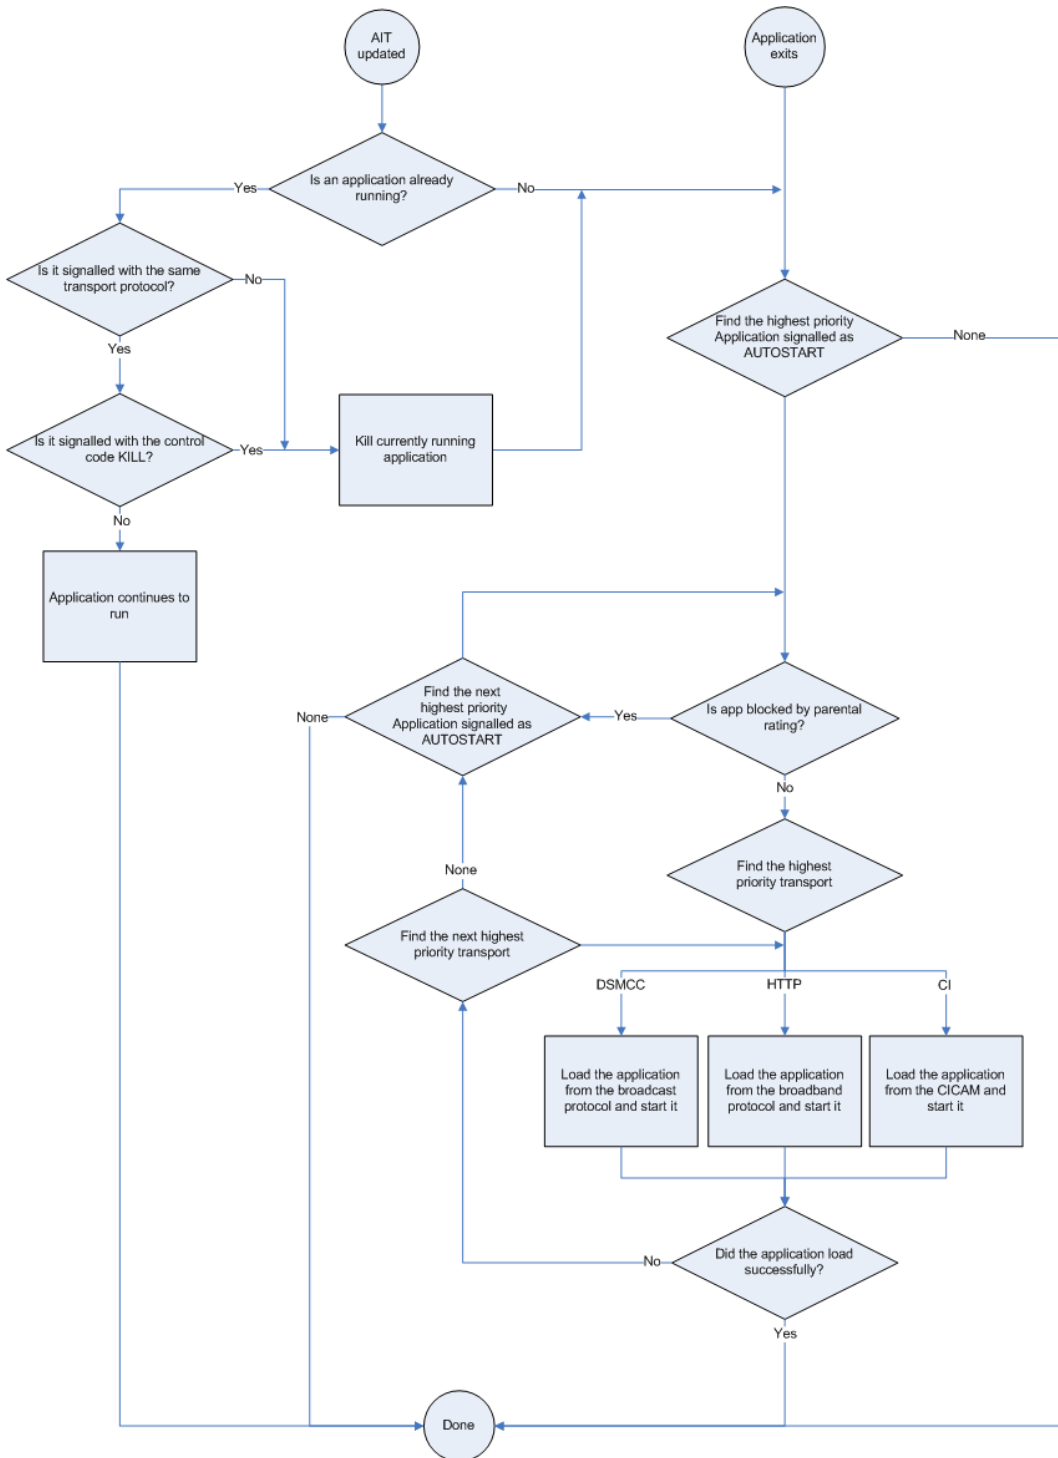 AIT
updated
Application
exits
Is an application already
running?
Yes
No
Is it signalled with the same
transport protocol?
No
Yes
Find the highest priority
Application signalled as
AUTOSTART
None
Is it signalled with the control
code KILL?
Yes
Kill currently running
application
No
Application continues to
run
Find the next
highest priority
Application signalled as
AUTOSTART
None
Yes
Is app blocked by parental
rating?
No
Find the highest
priority transport
None
Find the next highest
priority transport
DSMCC
HTTP
CI
Load the application
from the broadcast
protocol and start it
Load the application
from the broadband
protocol and start it
Load the application
from the CICAM and
start it
Did the application load
successfully?
No
Yes
Done